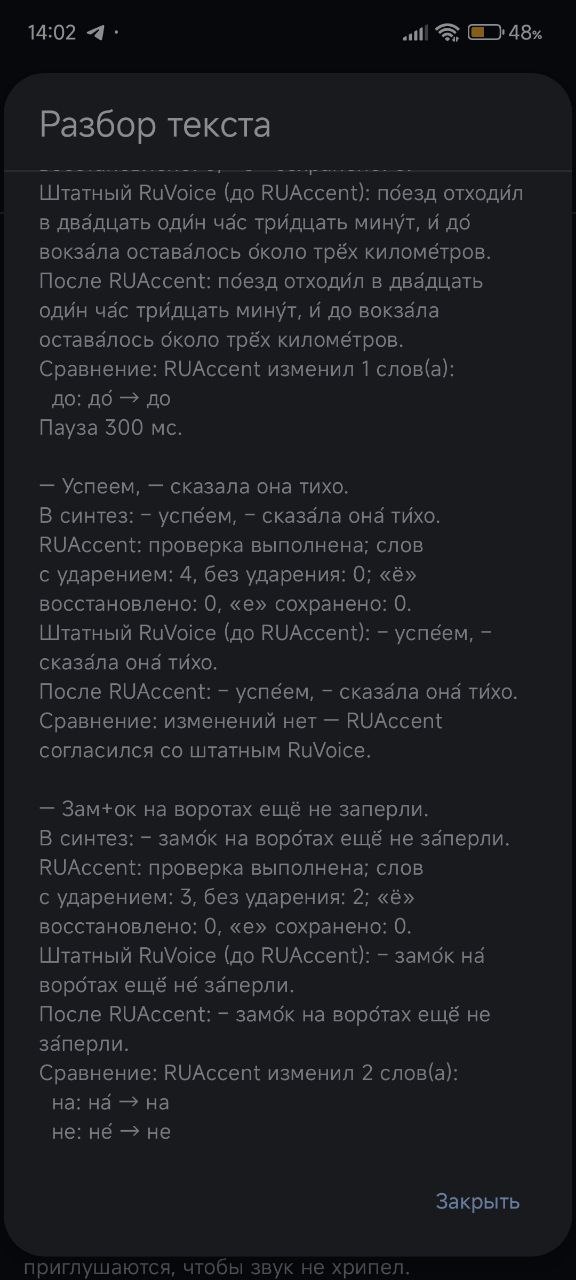 14:02
48%
Разбор текста
Штатный RuVoice (до RUAccent): по́езд отходи́л
в два́дцать оди́н ча́с три́дцать мину́т, и́ до́
вокза́ла остава́лось о́коло трёх киломе́тров.
После RUAccent: по́езд отходи́л в два́дцать
оди́н ча́с три́дцать мину́т, и́ до вокза́ла
остава́лось о́коло трё́х киломе́тров.
Сравнение: RUAccent изменил 1 слов(а):
до: до́ → до
Пауза 300 мс.
— Успеем, — сказала она тихо.
В синтез: – успе́ем, – сказа́ла она́ ти́хо.
RUAccent: проверка выполнена; слов
с ударением: 4, без ударения: 0; «ё»
восстановлено: 0, «е» сохранено: 0.
Штатный RuVoice (до RUAccent): – успе́ем, –
сказа́ла она́ ти́хо.
После RUAccent: – успе́ем, – сказа́ла она́ ти́хо.
Сравнение: изменений нет — RUAccent
согласился со штатным RuVoice.
— Зам+ок на воротах ещё не заперли.
В синтез: – замо́к на воро́тах ещё́ не за́перли.
RUAccent: проверка выполнена; слов
с ударением: 3, без ударения: 2; «ё»
восстановлено: 0, «е» сохранено: 0.
Штатный RuVoice (до RUAccent): – замо́к на́
воро́тах ещё́ не́ за́перли.
После RUAccent: – замо́к на воро́тах ещё́ не
за́перли.
Сравнение: RUAccent изменил 2 слов(а):
на: на́ → на
не: не́ → не
Закрыть
приглушаются, чтобы звук не хрипел.